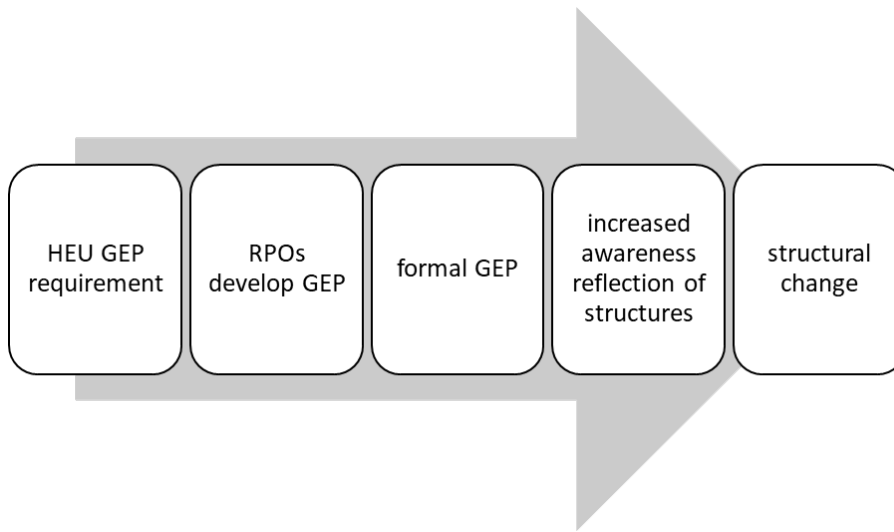 HEU GEP
requirement
RPOs
develop GEP
formal GEP
increased
awareness
reflection of
structures
structural
change